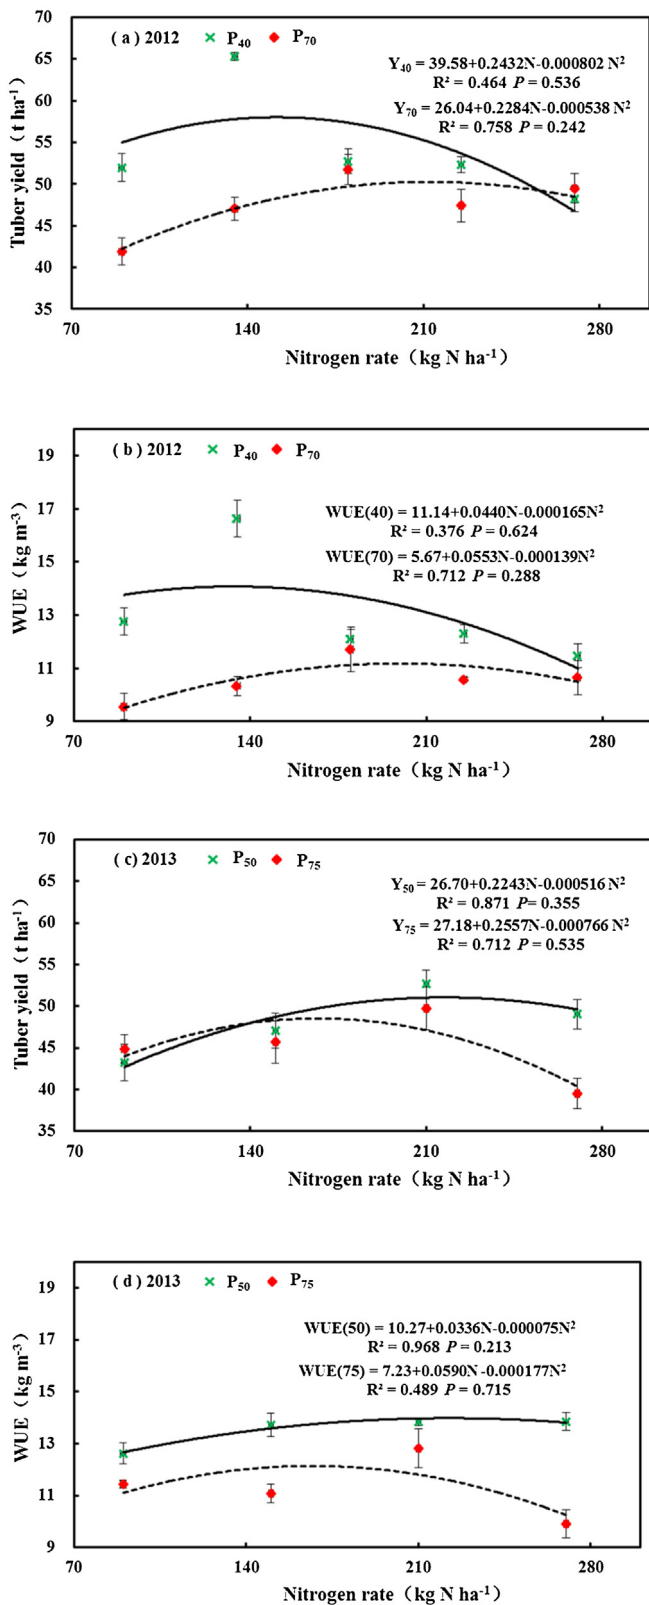 70
65
60
55
50
45
40
35
Tuber yield（t ha⁻¹）
( a ) 2012 P₄₀ P₇₀
Y₄₀ = 39.58+0.2432N-0.000802 N²
R² = 0.464 P = 0.536
Y₇₀ = 26.04+0.2284N-0.000538 N²
R² = 0.758 P = 0.242
70 140 210 280
Nitrogen rate（kg N ha⁻¹）
19
17
15
13
11
9
WUE（kg m⁻³）
( b ) 2012 P₄₀ P₇₀
WUE(40) = 11.14+0.0440N-0.000165N²
R² = 0.376 P = 0.624
WUE(70) = 5.67+0.0553N-0.000139N²
R² = 0.712 P = 0.288
70 140 210 280
Nitrogen rate（kg N ha⁻¹）
70
65
60
55
50
45
40
35
Tuber yield（t ha⁻¹）
( c ) 2013 P₅₀ P₇₅
Y₅₀ = 26.70+0.2243N-0.000516 N²
R² = 0.871 P = 0.355
Y₇₅ = 27.18+0.2557N-0.000766 N²
R² = 0.712 P = 0.535
70 140 210 280
Nitrogen rate（kg N ha⁻¹）
19
17
15
13
11
9
WUE（kg m⁻³）
( d ) 2013 P₅₀ P₇₅
WUE(50) = 10.27+0.0336N-0.000075N²
R² = 0.968 P = 0.213
WUE(75) = 7.23+0.0590N-0.000177N²
R² = 0.489 P = 0.715
70 140 210 280
Nitrogen rate（kg N ha⁻¹）